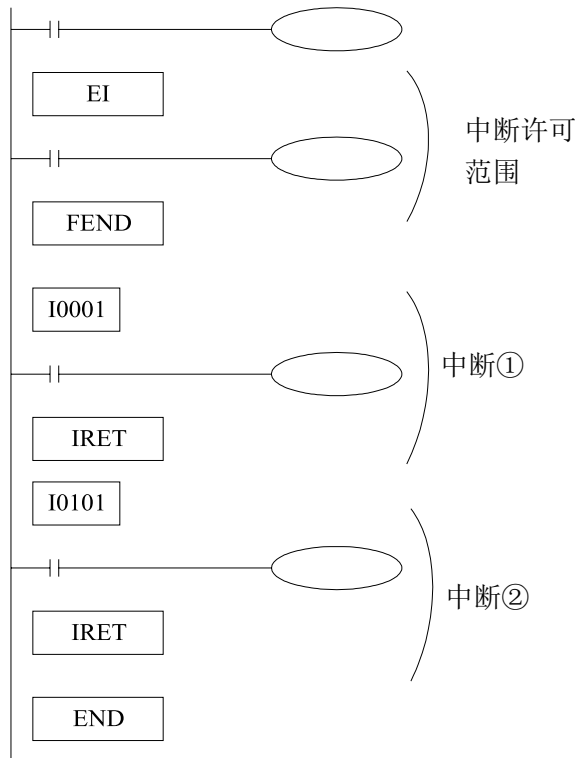 EI
中断许可
范围
FEND
I0001
中断①
IRET
I0101
中断②
IRET
END